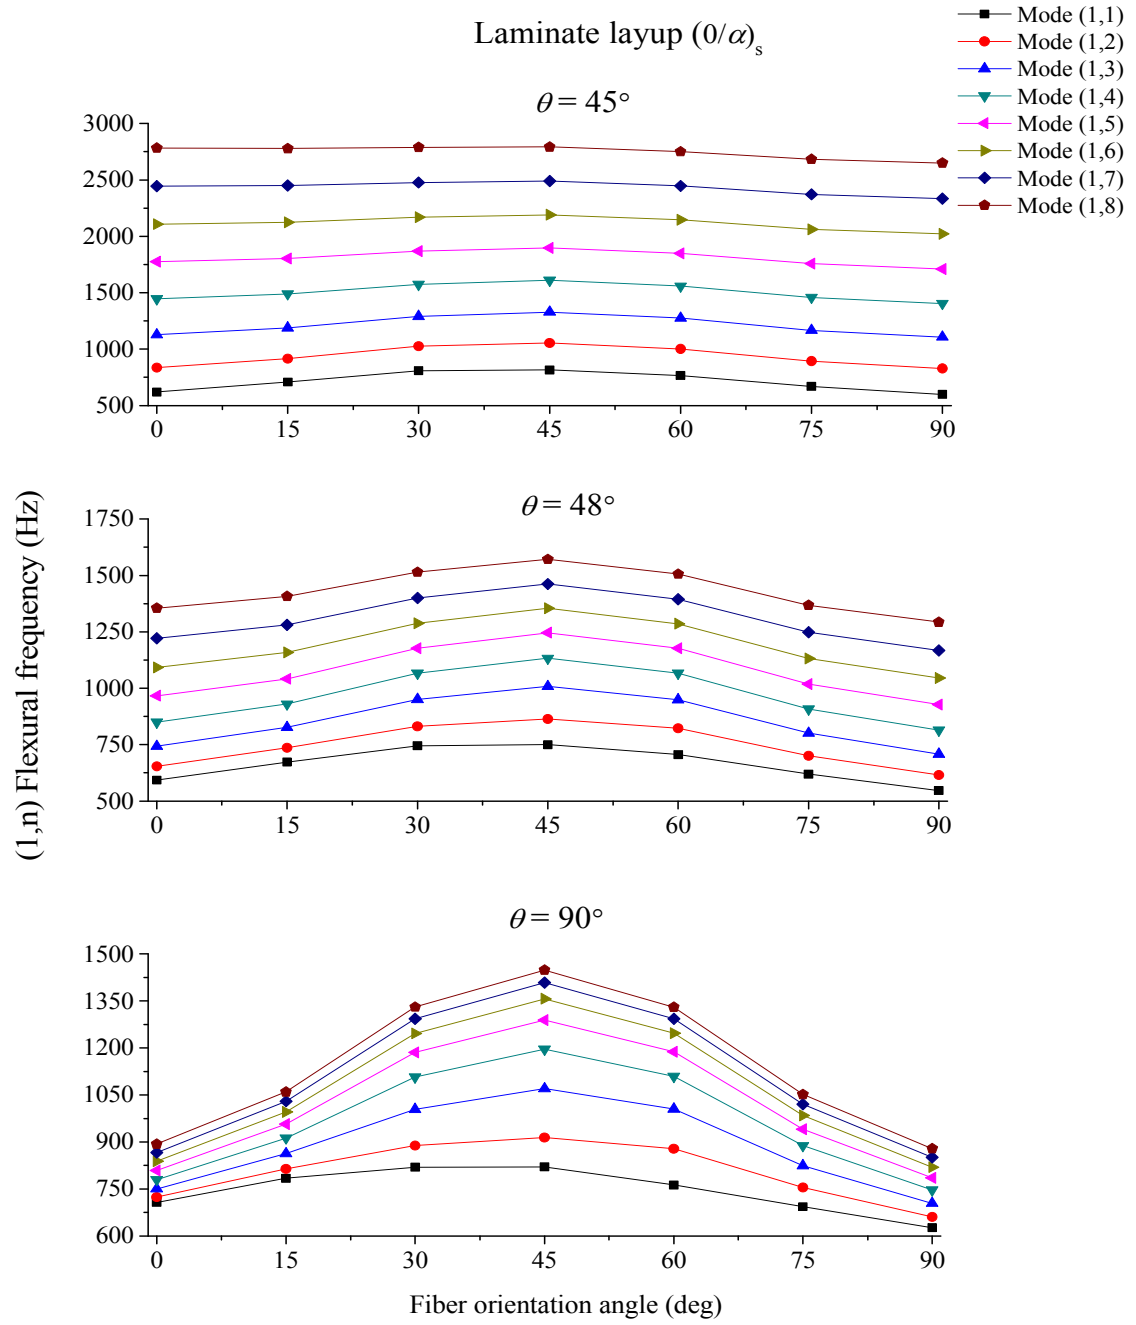 Laminate layup (0/α)s
Mode (1,1)
Mode (1,2)
Mode (1,3)
Mode (1,4)
Mode (1,5)
Mode (1,6)
Mode (1,7)
Mode (1,8)
θ = 45°
3000
2500
2000
1500
1000
500
0 15 30 45 60 75 90
(1,n) Flexural frequency (Hz)
θ = 48°
1750
1500
1250
1000
750
500
0 15 30 45 60 75 90
θ = 90°
1500
1350
1200
1050
900
750
600
0 15 30 45 60 75 90
Fiber orientation angle (deg)